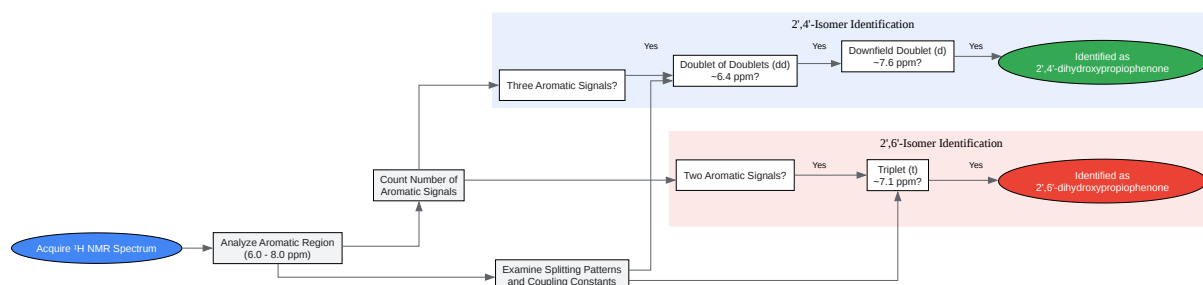 2',4'-Isomer Identification
Yes
Yes
Yes
Three Aromatic Signals?
Doublet of Doublets (dd)
~6.4 ppm?
Downfield Doublet (d)
~7.6 ppm?
Identified as
2',4'-dihydroxypropiophenone
2',6'-Isomer Identification
Yes
Yes
Two Aromatic Signals?
Triplet (t)
~7.1 ppm?
Identified as
2',6'-dihydroxypropiophenone
Count Number of
Aromatic Signals
Acquire ¹H NMR Spectrum
Analyze Aromatic Region
(6.0 - 8.0 ppm)
Examine Splitting Patterns
and Coupling Constants